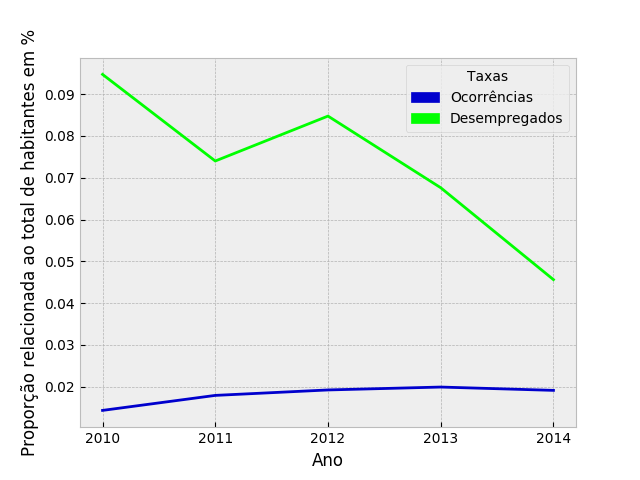 Proporção relacionada ao total de habitantes em %
Taxas
Ocorrências
Desempregados
0.09
0.08
0.07
0.06
0.05
0.04
0.03
0.02
2010 2011 2012 2013 2014
Ano